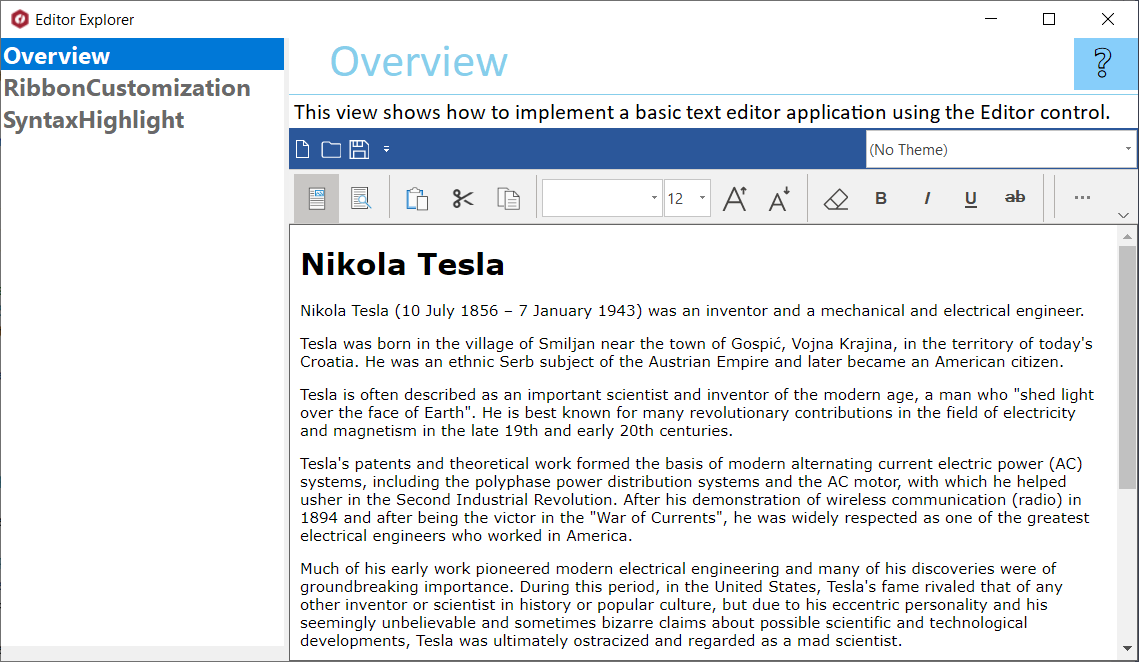 Editor Explorer
Overview
RibbonCustomization
SyntaxHighlight
Overview
?
This view shows how to implement a basic text editor application using the Editor control.
(No Theme)
12 A A B I U ab ...
Nikola Tesla
Nikola Tesla (10 July 1856 – 7 January 1943) was an inventor and a mechanical and electrical engineer.
Tesla was born in the village of Smiljan near the town of Gospić, Vojna Krajina, in the territory of today's
Croatia. He was an ethnic Serb subject of the Austrian Empire and later became an American citizen.
Tesla is often described as an important scientist and inventor of the modern age, a man who "shed light
over the face of Earth". He is best known for many revolutionary contributions in the field of electricity
and magnetism in the late 19th and early 20th centuries.
Tesla's patents and theoretical work formed the basis of modern alternating current electric power (AC)
systems, including the polyphase power distribution systems and the AC motor, with which he helped
usher in the Second Industrial Revolution. After his demonstration of wireless communication (radio) in
1894 and after being the victor in the "War of Currents", he was widely respected as one of the greatest
electrical engineers who worked in America.
Much of his early work pioneered modern electrical engineering and many of his discoveries were of
groundbreaking importance. During this period, in the United States, Tesla's fame rivaled that of any
other inventor or scientist in history or popular culture, but due to his eccentric personality and his
seemingly unbelievable and sometimes bizarre claims about possible scientific and technological
developments, Tesla was ultimately ostracized and regarded as a mad scientist.